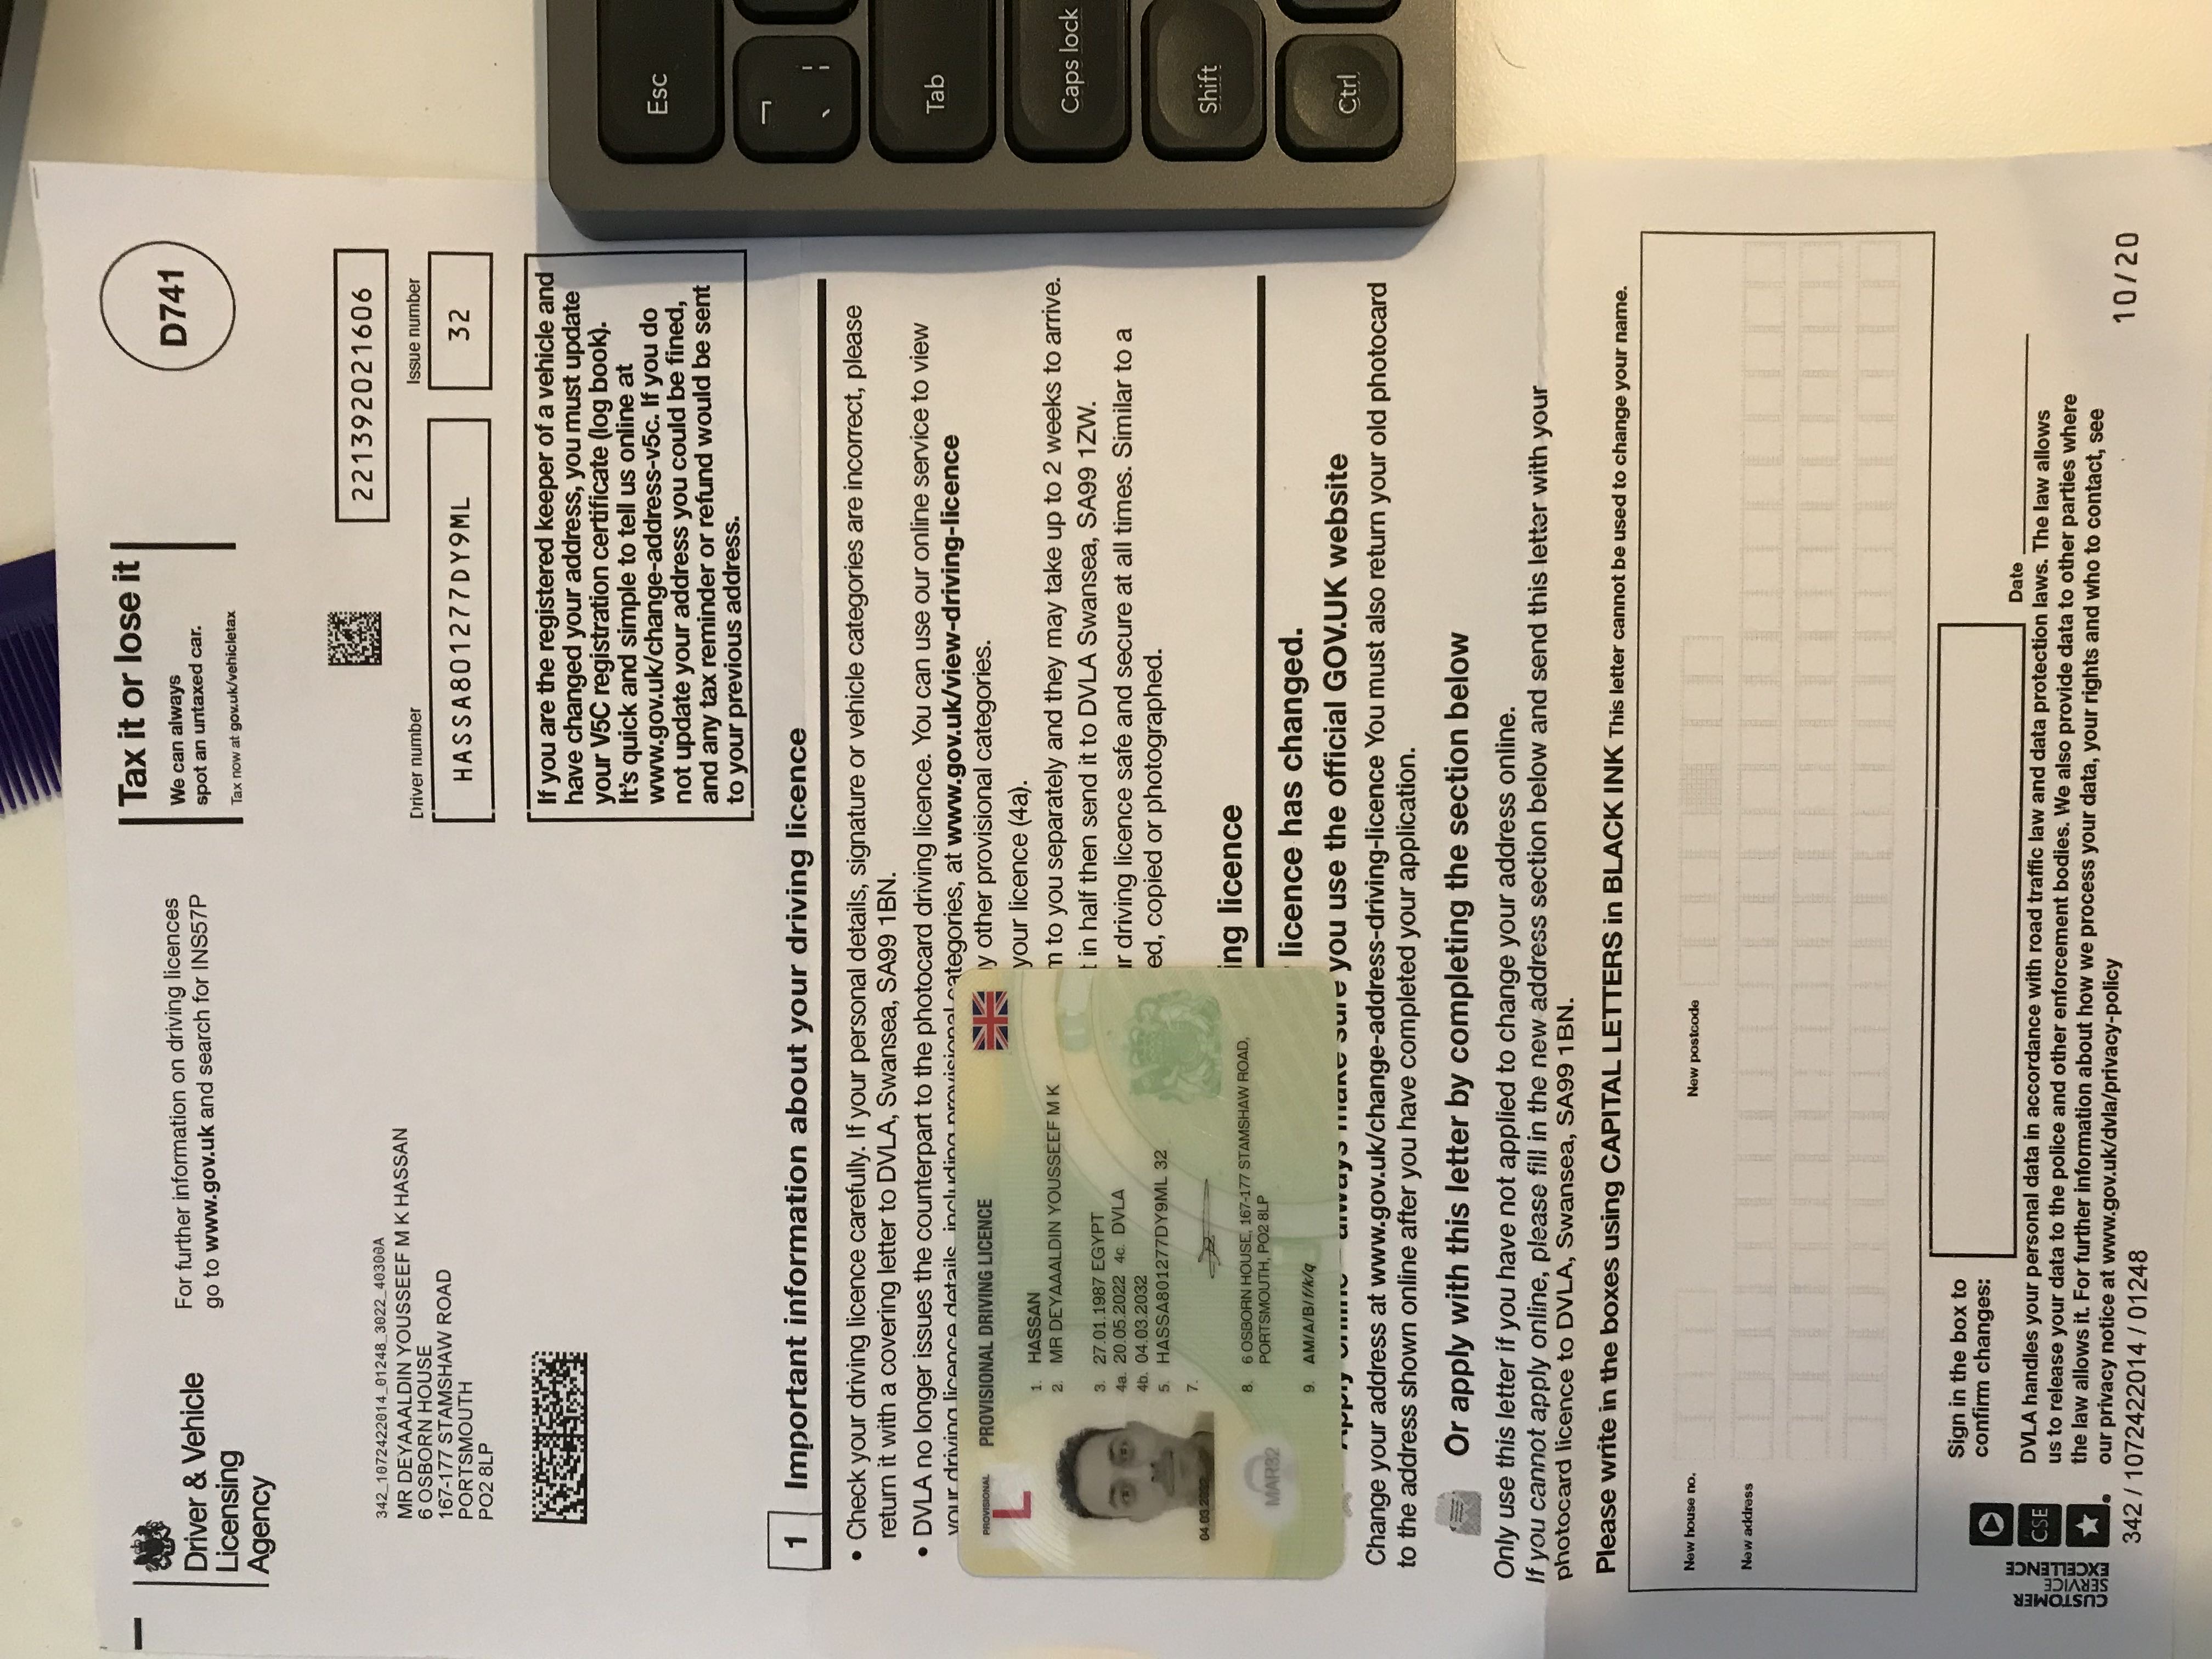 Driver & Vehicle
Licensing
Agency
For further information on driving licences
go to www.gov.uk and search for INS57P
Tax it or lose it
We can always
spot an untaxed car.
Tax now at gov.uk/vehicletax
D741
221392021606
342_1072422014_01248_3022_40300A
MR DEYAAALDIN YOUSSEEF M K HASSAN
6 OSBORN HOUSE
167-177 STAMSHAW ROAD
PORTSMOUTH
PO2 8LP
Driver number
Issue number
HASSA801277DY9ML
32
If you are the registered keeper of a vehicle and
have changed your address, you must update
your V5C registration certificate (log book).
It's quick and simple to tell us online at
www.gov.uk/change-address-v5c. If you do
not update your address you could be fined,
and any tax reminder or refund would be sent
to your previous address.
1 Important information about your driving licence
• Check your driving licence carefully. If your personal details, signature or vehicle categories are incorrect, please
return it with a covering letter to DVLA, Swansea, SA99 1BN.
• DVLA no longer issues the counterpart to the photocard driving licence. You can use our online service to view
your driving licence details, including provisional categories, at www.gov.uk/view-driving-licence
y other provisional categories.
your licence (4a).
to you separately and they may take up to 2 weeks to arrive.
in half then send it to DVLA Swansea, SA99 1ZW.
driving licence safe and secure at all times. Similar to a
ed, copied or photographed.
ing licence
licence has changed.
PROVISIONAL
L
PROVISIONAL DRIVING LICENCE
1. HASSAN
2. MR DEYAAALDIN YOUSSEEF M K
3. 27.01.1987 EGYPT
4a. 20.05.2022 4c. DVLA
4b. 04.03.2032
5. HASSA801277DY9ML 32
7.
04.03.2032
8. 6 OSBORN HOUSE, 167-177 STAMSHAW ROAD,
PORTSMOUTH, PO2 8LP
MAR32
9. AM/A/B/f/k/q
Apply online – always make sure you use the official GOV.UK website
Change your address at www.gov.uk/change-address-driving-licence You must also return your old photocard
to the address shown online after you have completed your application.
Or apply with this letter by completing the section below
Only use this letter if you have not applied to change your address online.
If you cannot apply online, please fill in the new address section below and send this letter with your
photocard licence to DVLA, Swansea, SA99 1BN.
Please write in the boxes using CAPITAL LETTERS in BLACK INK This letter cannot be used to change your name.
New house no.
New postcode
New address
Sign in the box to
confirm changes:
Date
CUSTOMER
SERVICE
EXCELLENCE
CSE
DVLA handles your personal data in accordance with road traffic law and data protection laws. The law allows
us to release your data to the police and other enforcement bodies. We also provide data to other parties where
the law allows it. For further information about how we process your data, your rights and who to contact, see
our privacy notice at www.gov.uk/dvla/privacy-policy
342 / 1072422014 / 01248
10/20
Esc
¬
\` ¦
Tab
Caps lock
Shift
Ctrl